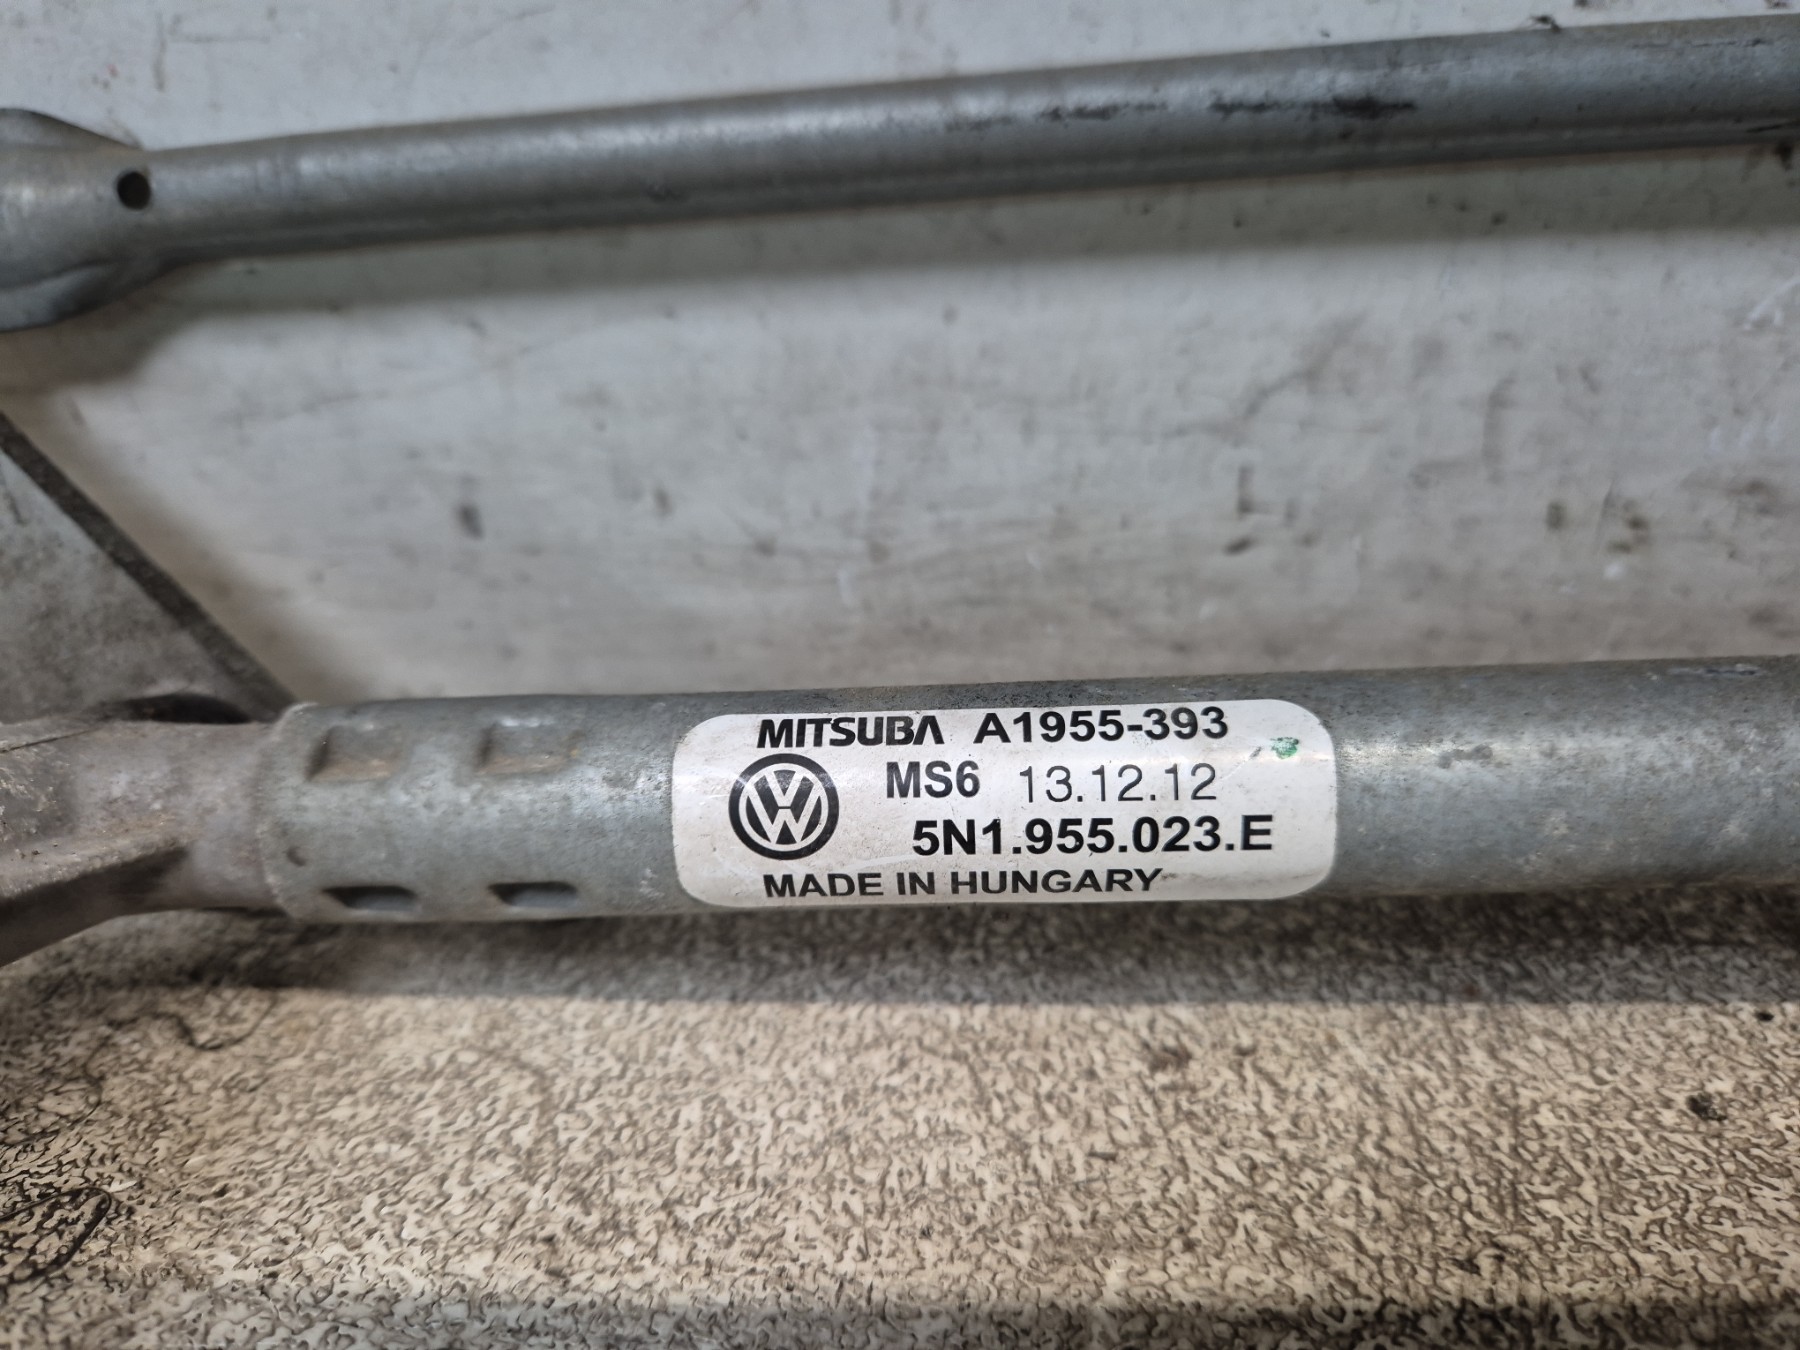 MITSUBA A1955-393
MS6 13.12.12
5N1.955.023.E
MADE IN HUNGARY